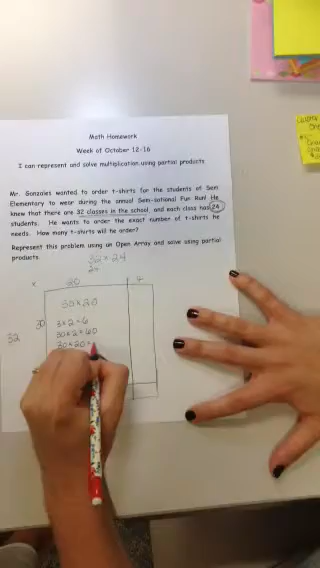 Math Homework
Week of October 12-16
I can represent and solve multiplication using partial products
Mr. Gonzales wanted to order t-shirts for the students of Sem
Elementary to wear during the annual Sem-sational Fun Run! He
knew that there are 32 classes in the school, and each class has 24
students. He wants to order the exact number of t-shirts he
needs. How many t-shirts will he order?
Represent this problem using an Open Array and solve using partial
products.
32 × 24
x 20 4
30 × 20
30
3 × 2 = 6
32
30 × 2 = 60
30 × 20 =